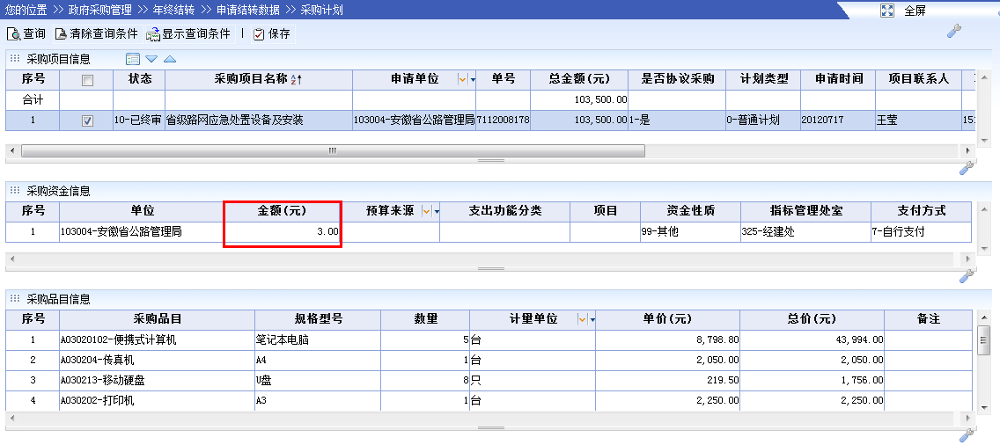 您的位置 >> 政府采购管理 >> 年终结转 >> 申请结转数据 >> 采购计划 全屏
查询 清除查询条件 显示查询条件 保存
采购项目信息
序号 状态 采购项目名称 申请单位 单号 总金额(元) 是否协议采购 计划类型 申请时间 项目联系人
合计 103,500.00
1 10-已终审 省级路网应急处置设备及安装 103004-安徽省公路管理局 7112008178 103,500.00 1-是 0-普通计划 20120717 王莹 15
采购资金信息
序号 单位 金额(元) 预算来源 支出功能分类 项目 资金性质 指标管理处室 支付方式
1 103004-安徽省公路管理局 3.00 99-其他 325-经建处 7-自行支付
采购品目信息
序号 采购品目 规格型号 数量 计量单位 单价(元) 总价(元) 备注
1 A03020102-便携式计算机 笔记本电脑 5 台 8,798.80 43,994.00
2 A030204-传真机 A4 1 台 2,050.00 2,050.00
3 A030213-移动硬盘 U盘 8 只 219.50 1,756.00
4 A030202-打印机 A3 1 台 2,250.00 2,250.00